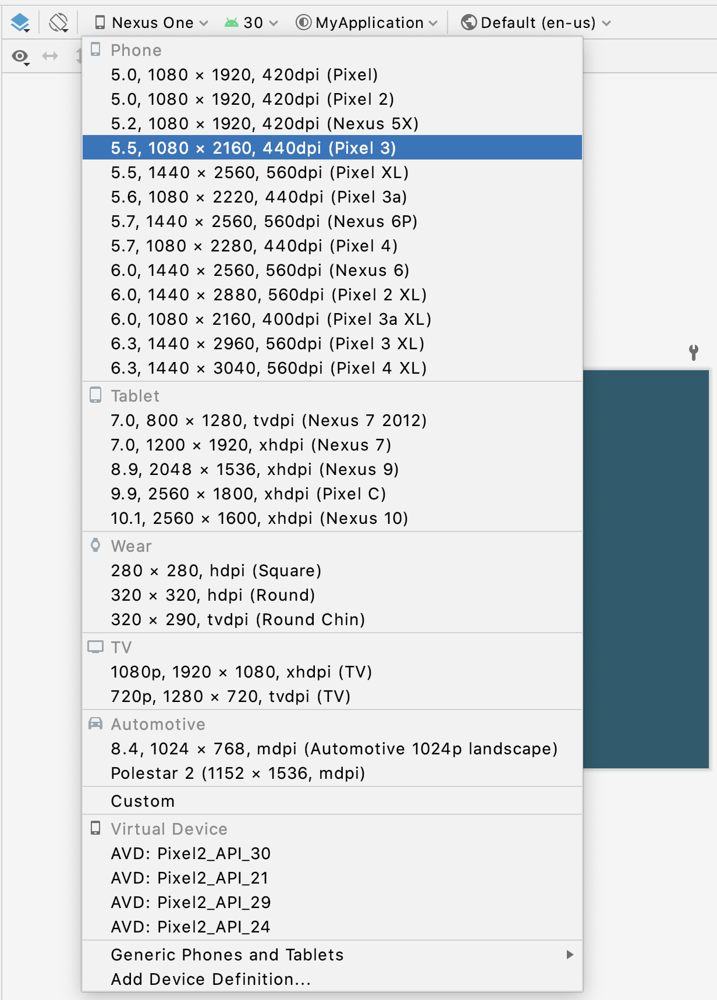 Nexus One 30 MyApplication Default (en-us)
Phone
5.0, 1080 × 1920, 420dpi (Pixel)
5.0, 1080 × 1920, 420dpi (Pixel 2)
5.2, 1080 × 1920, 420dpi (Nexus 5X)
5.5, 1080 × 2160, 440dpi (Pixel 3)
5.5, 1440 × 2560, 560dpi (Pixel XL)
5.6, 1080 × 2220, 440dpi (Pixel 3a)
5.7, 1440 × 2560, 560dpi (Nexus 6P)
5.7, 1080 × 2280, 440dpi (Pixel 4)
6.0, 1440 × 2560, 560dpi (Nexus 6)
6.0, 1440 × 2880, 560dpi (Pixel 2 XL)
6.0, 1080 × 2160, 400dpi (Pixel 3a XL)
6.3, 1440 × 2960, 560dpi (Pixel 3 XL)
6.3, 1440 × 3040, 560dpi (Pixel 4 XL)
Tablet
7.0, 800 × 1280, tvdpi (Nexus 7 2012)
7.0, 1200 × 1920, xhdpi (Nexus 7)
8.9, 2048 × 1536, xhdpi (Nexus 9)
9.9, 2560 × 1800, xhdpi (Pixel C)
10.1, 2560 × 1600, xhdpi (Nexus 10)
Wear
280 × 280, hdpi (Square)
320 × 320, hdpi (Round)
320 × 290, tvdpi (Round Chin)
TV
1080p, 1920 × 1080, xhdpi (TV)
720p, 1280 × 720, tvdpi (TV)
Automotive
8.4, 1024 × 768, mdpi (Automotive 1024p landscape)
Polestar 2 (1152 × 1536, mdpi)
Custom
Virtual Device
AVD: Pixel2_API_30
AVD: Pixel2_API_21
AVD: Pixel2_API_29
AVD: Pixel2_API_24
Generic Phones and Tablets
Add Device Definition...